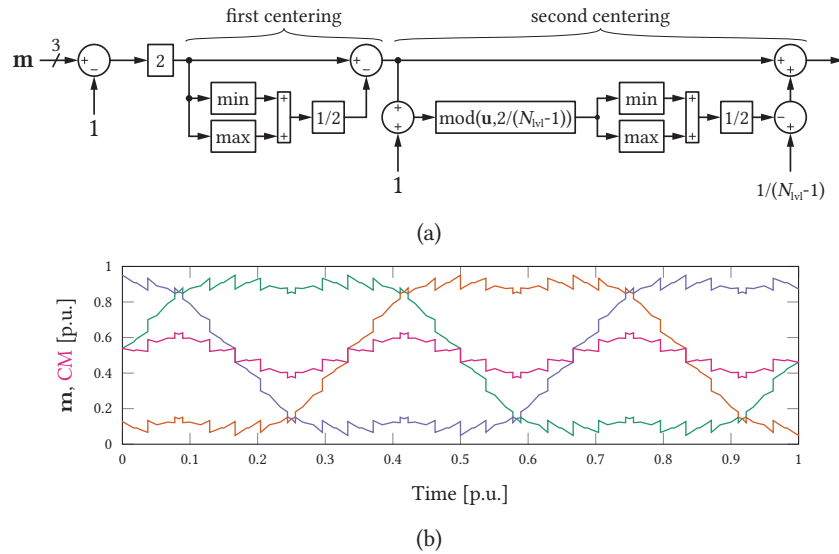 first centering
second centering
m
3
+
−
1
2
min
max
+
+
1/2
+
−
+
+
1
mod(u,2/(Nlvl-1))
min
max
+
+
1/2
+
+
−
+
1/(Nlvl-1)
(a)
m, CM [p.u.]
1
0.8
0.6
0.4
0.2
0
0 0.1 0.2 0.3 0.4 0.5 0.6 0.7 0.8 0.9 1
Time [p.u.]
(b)